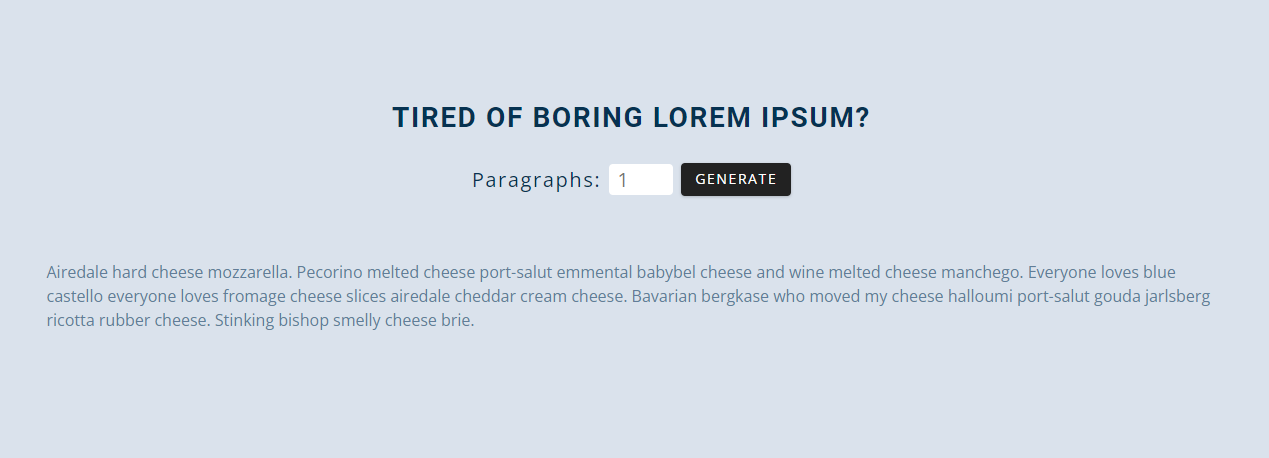 TIRED OF BORING LOREM IPSUM?
Paragraphs: 1 GENERATE
Airedale hard cheese mozzarella. Pecorino melted cheese port-salut emmental babybel cheese and wine melted cheese manchego. Everyone loves blue
castello everyone loves fromage cheese slices airedale cheddar cream cheese. Bavarian bergkase who moved my cheese halloumi port-salut gouda jarlsberg
ricotta rubber cheese. Stinking bishop smelly cheese brie.